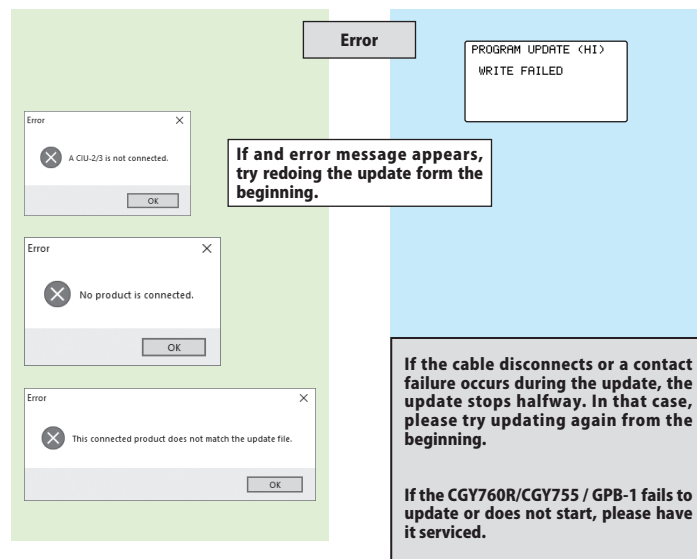 Error
PROGRAM UPDATE (HI)
WRITE FAILED
Error
A CIU-2/3 is not connected.
OK
If and error message appears,
try redoing the update form the
beginning.
Error
No product is connected.
OK
Error
This connected product does not match the update file.
OK
If the cable disconnects or a contact
failure occurs during the update, the
update stops halfway. In that case,
please try updating again from the
beginning.
If the CGY760R/CGY755 / GPB-1 fails to
update or does not start, please have
it serviced.